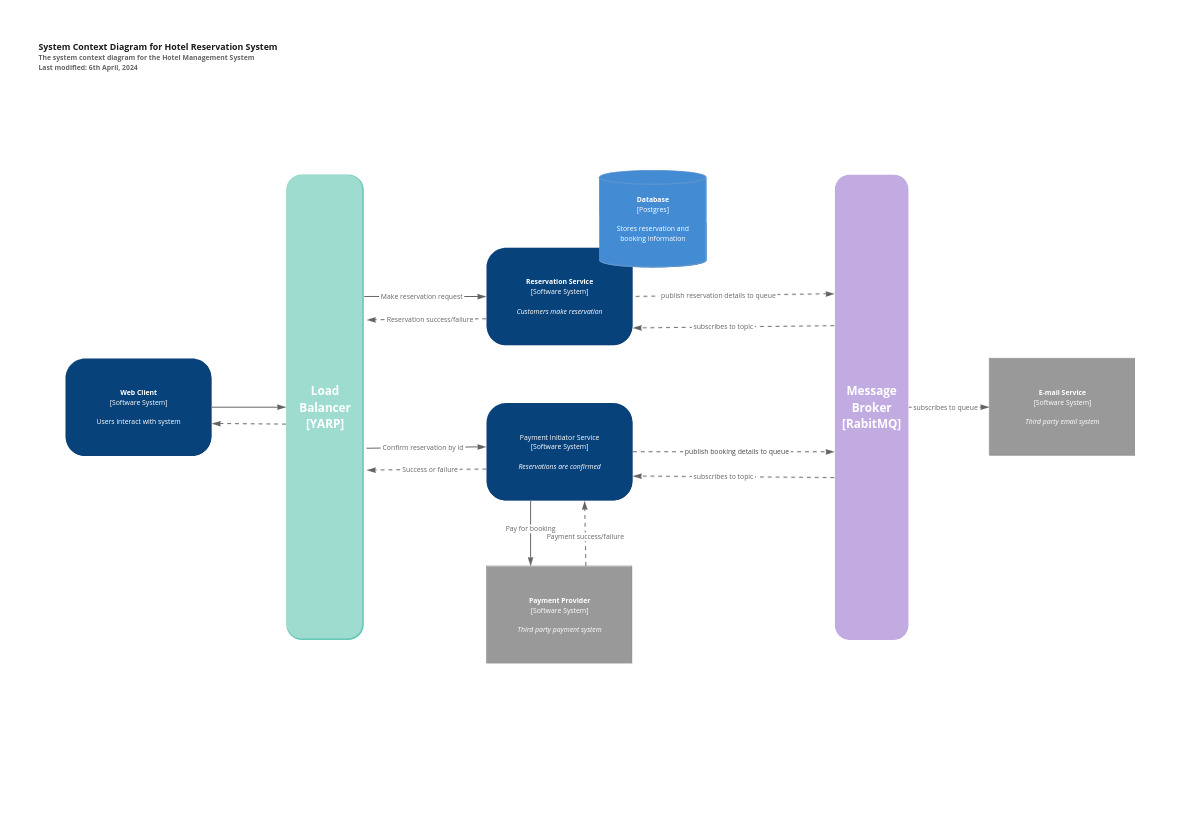 System Context Diagram for Hotel Reservation System
The system context diagram for the Hotel Management System
Last modified: 6th April, 2024
Database
[Postgres]
Stores reservation and
booking information
Reservation Service
[Software System]
Customers make reservation
Make reservation request
Reservation success/failure
publish reservation details to queue
subscribes to topic
Web Client
[Software System]
Users interact with system
Load
Balancer
[YARP]
Message
Broker
[RabitMQ]
subscribes to queue
E-mail Service
[Software System]
Third party email system
Confirm reservation by id
Success or failure
Payment Initiator Service
[Software System]
Reservations are confirmed
publish booking details to queue
subscribes to topic
Pay for booking
Payment success/failure
Payment Provider
[Software System]
Third party payment system